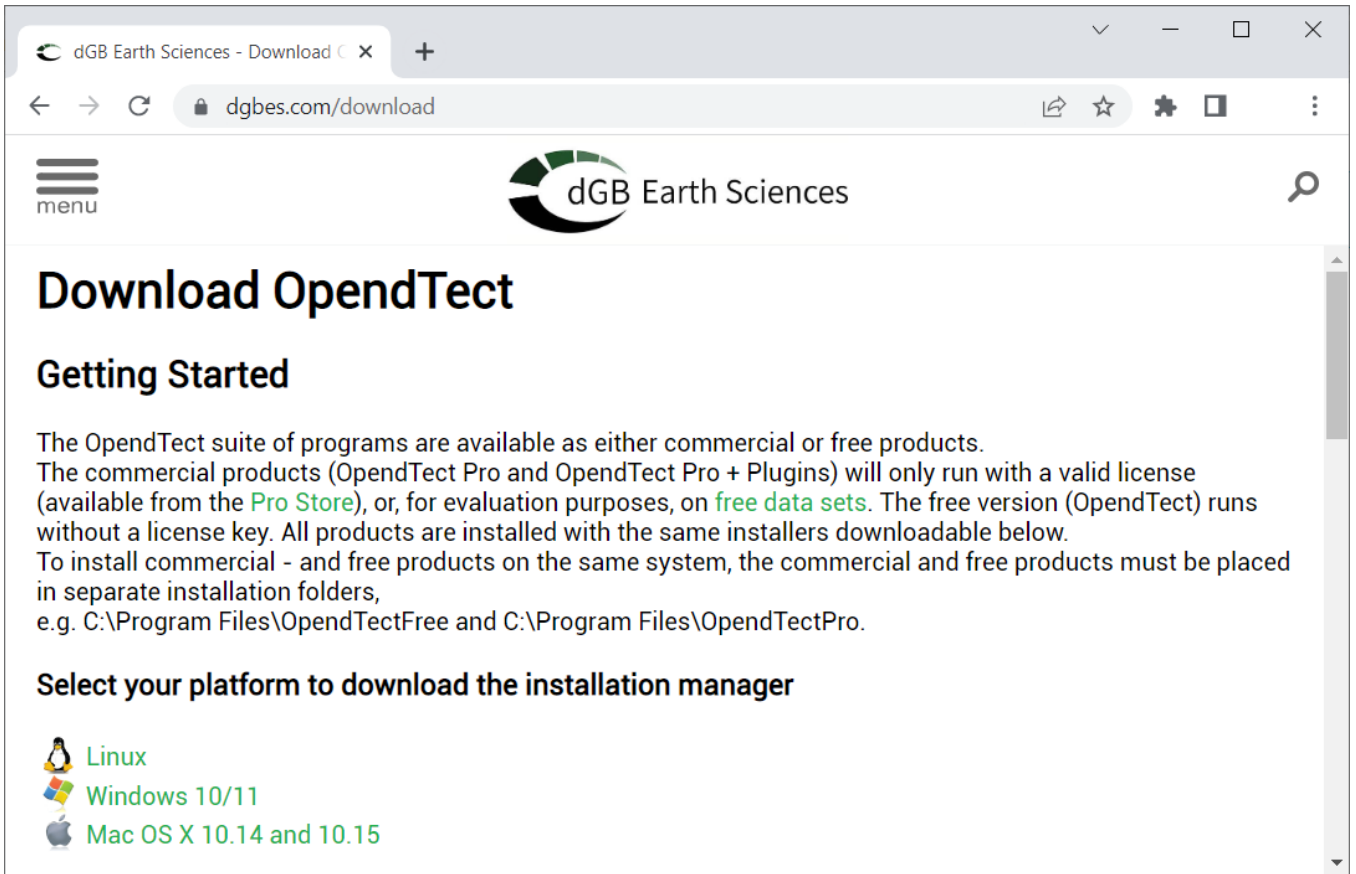 dGB Earth Sciences - Download
dgbes.com/download
menu
dGB Earth Sciences
Download OpendTect
Getting Started
The OpendTect suite of programs are available as either commercial or free products.
The commercial products (OpendTect Pro and OpendTect Pro + Plugins) will only run with a valid license
(available from the Pro Store), or, for evaluation purposes, on free data sets. The free version (OpendTect) runs
without a license key. All products are installed with the same installers downloadable below.
To install commercial - and free products on the same system, the commercial and free products must be placed
in separate installation folders,
e.g. C:\Program Files\OpendTectFree and C:\Program Files\OpendTectPro.
Select your platform to download the installation manager
Linux
Windows 10/11
Mac OS X 10.14 and 10.15